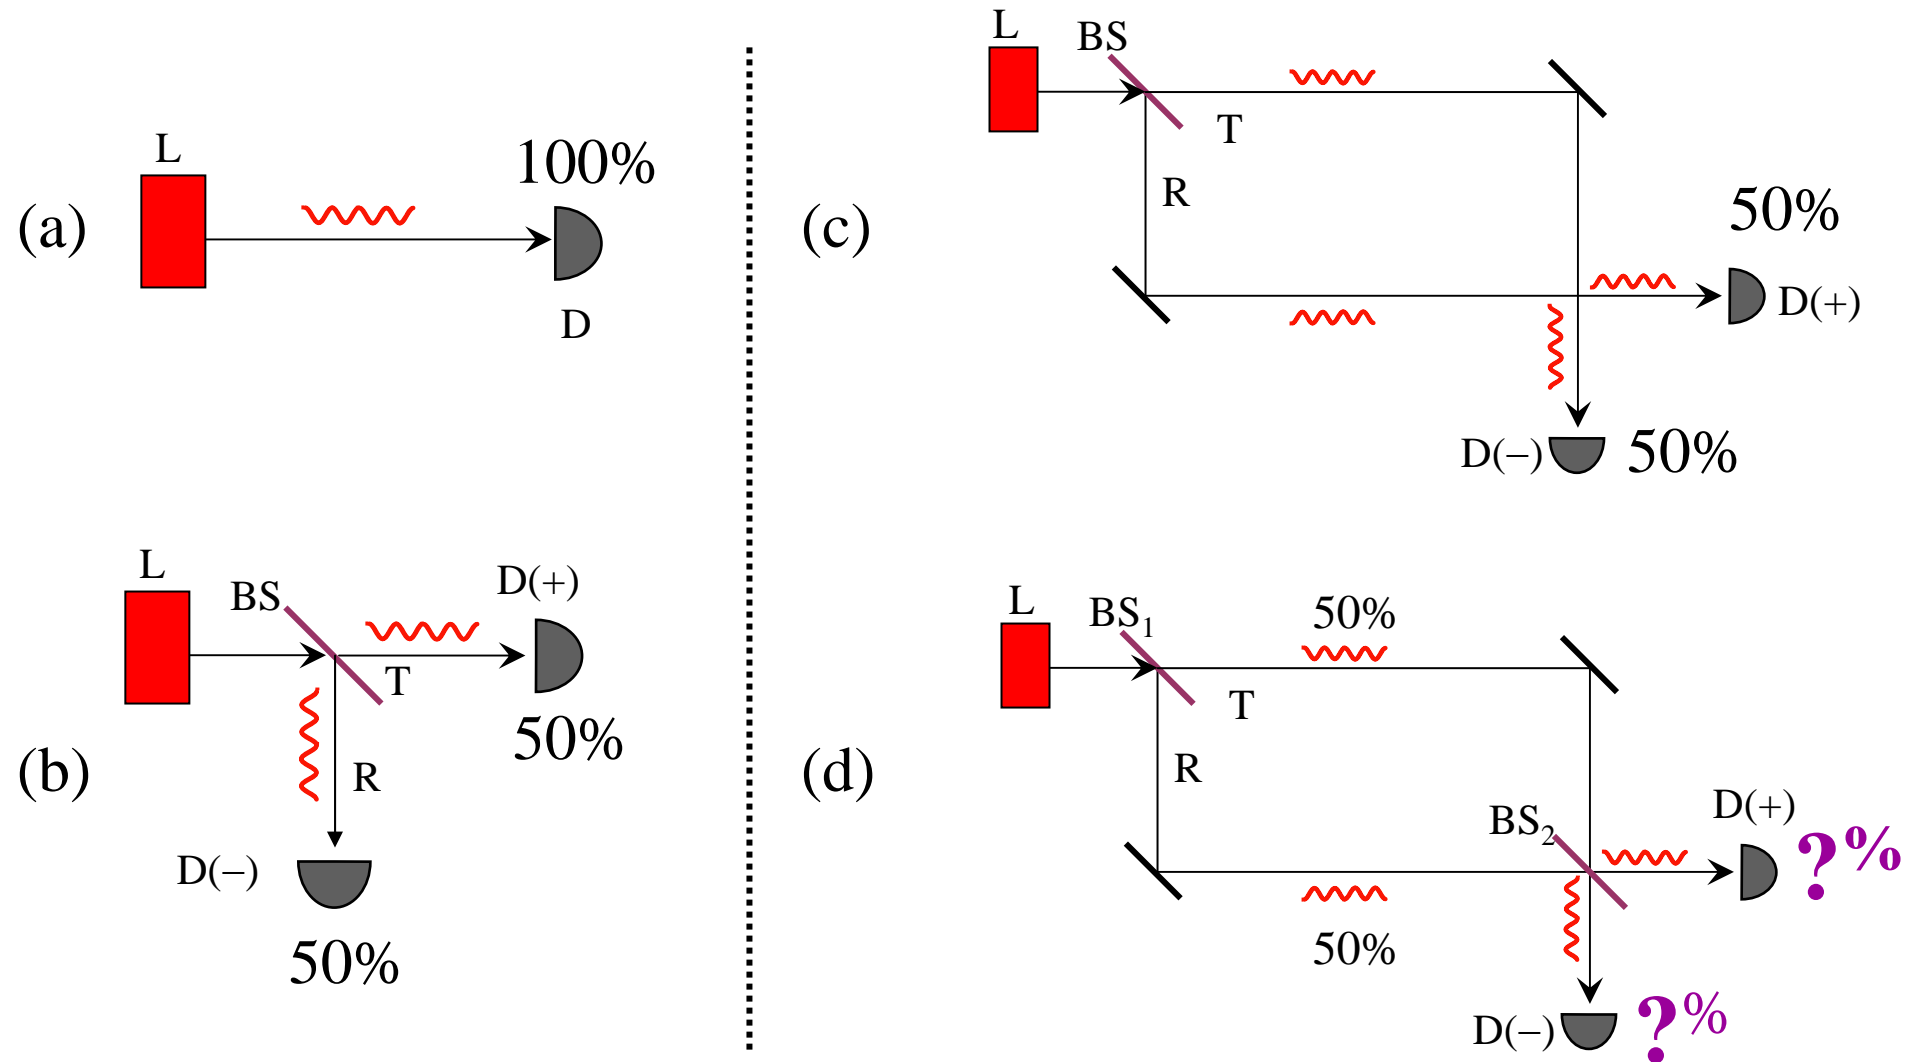 (a)
L
100%
D
(b)
L
BS
D(+)
T
50%
R
D(−)
50%
(c)
L
BS
T
R
50%
D(+)
D(−)
50%
(d)
L
BS₁
50%
T
R
BS₂
D(+)
?%
50%
D(−)
?%